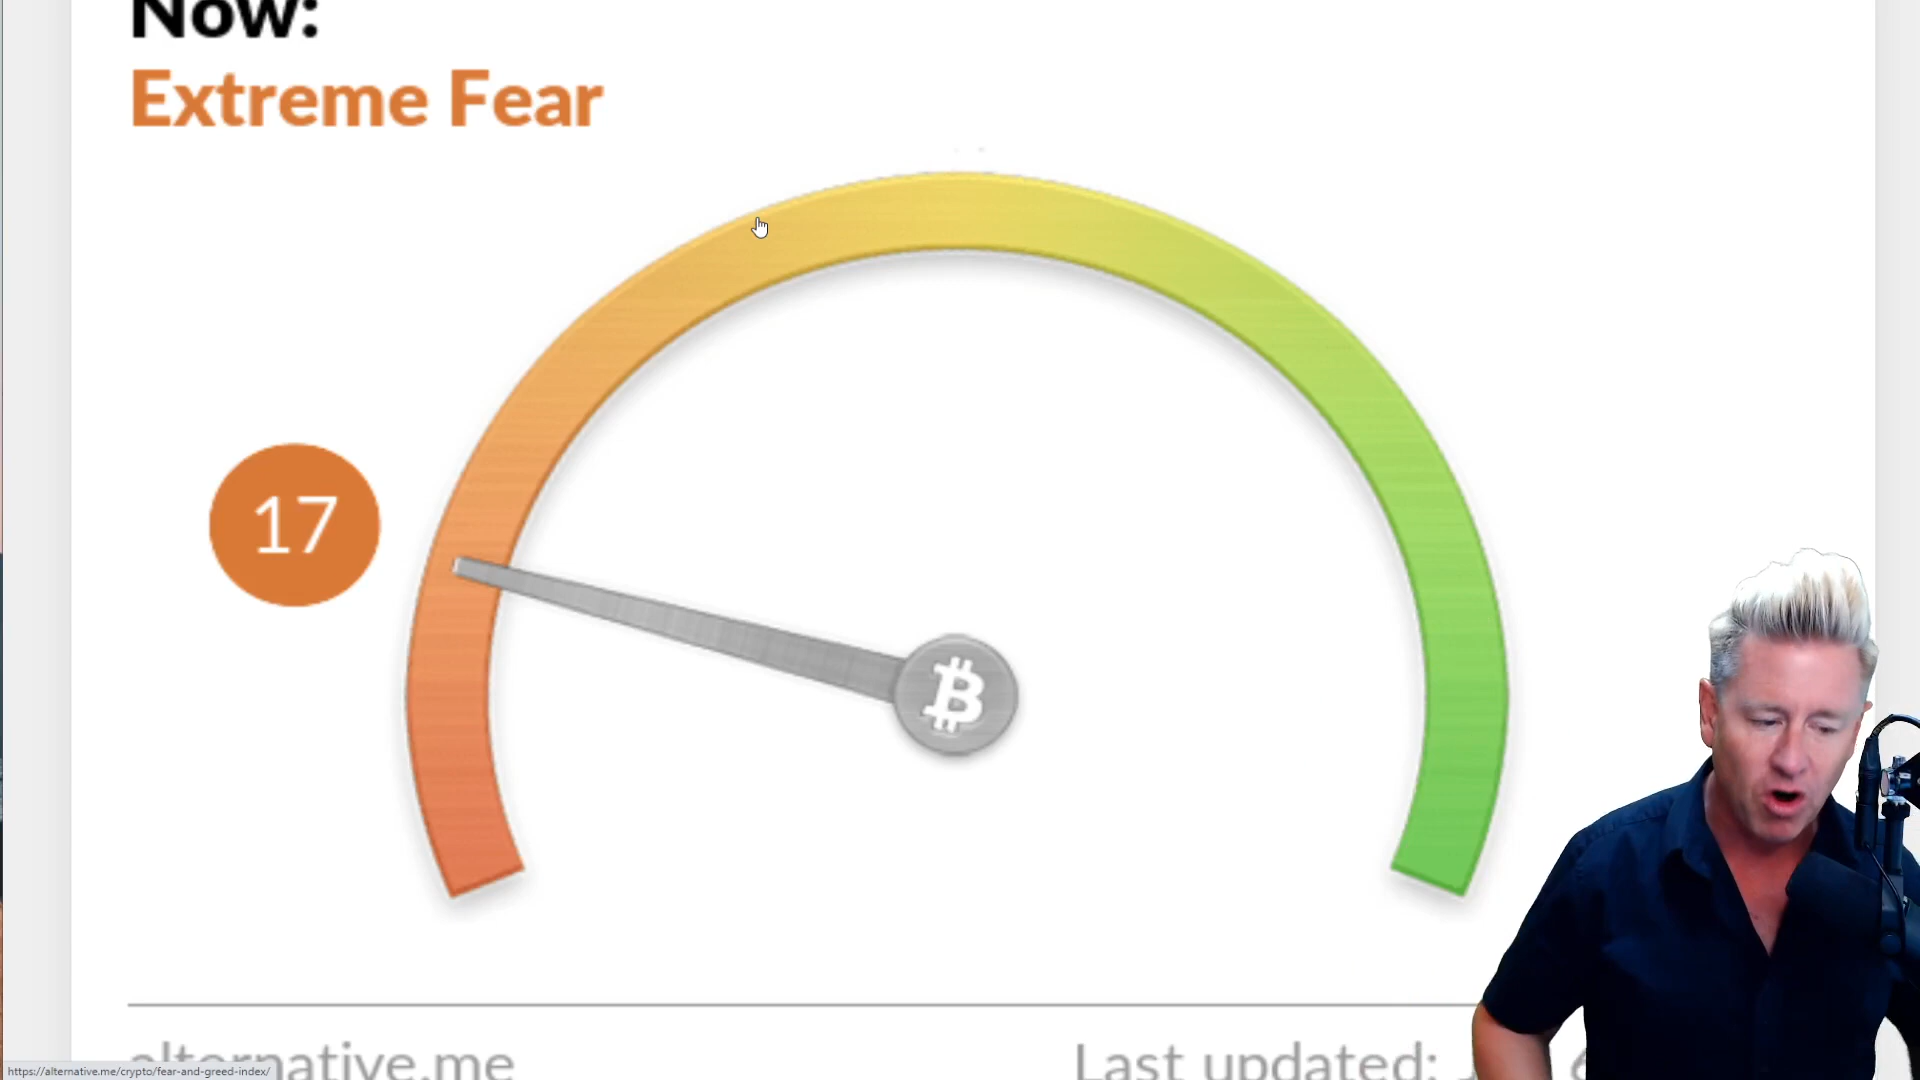 Now:
Extreme Fear
17
alternative.me
Last updated:
https://alternative.me/crypto/fear-and-greed-index/